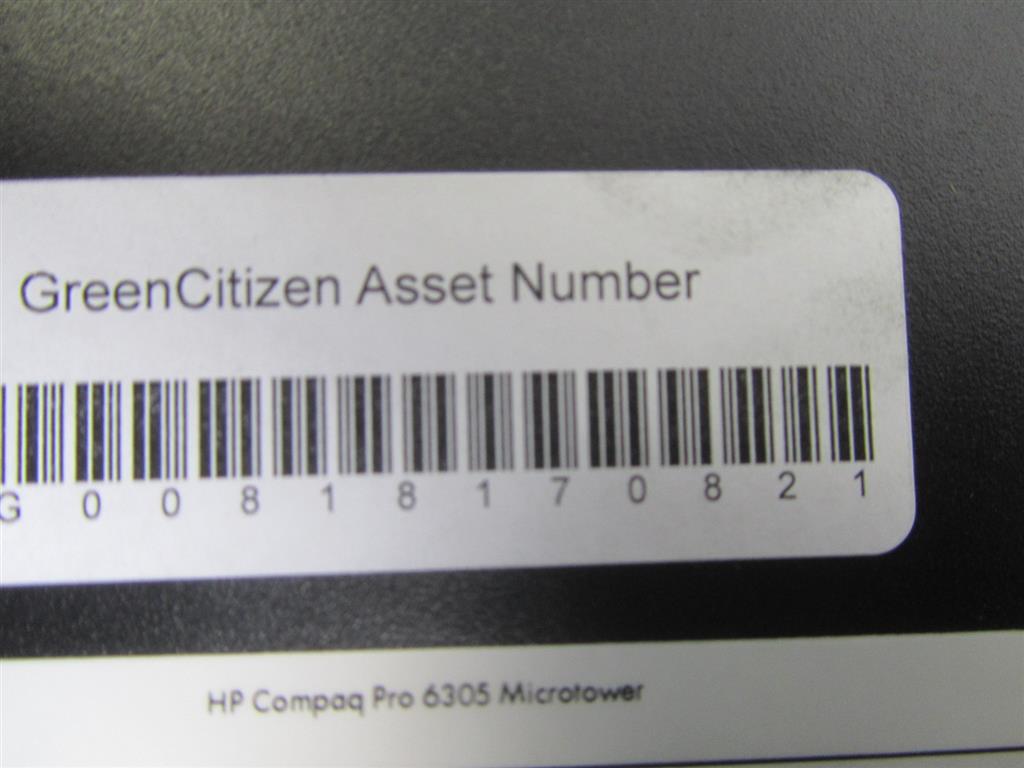 GreenCitizen Asset Number
G 0 0 8 1 8 1 7 0 8 2 1
HP Compaq Pro 6305 Microtower